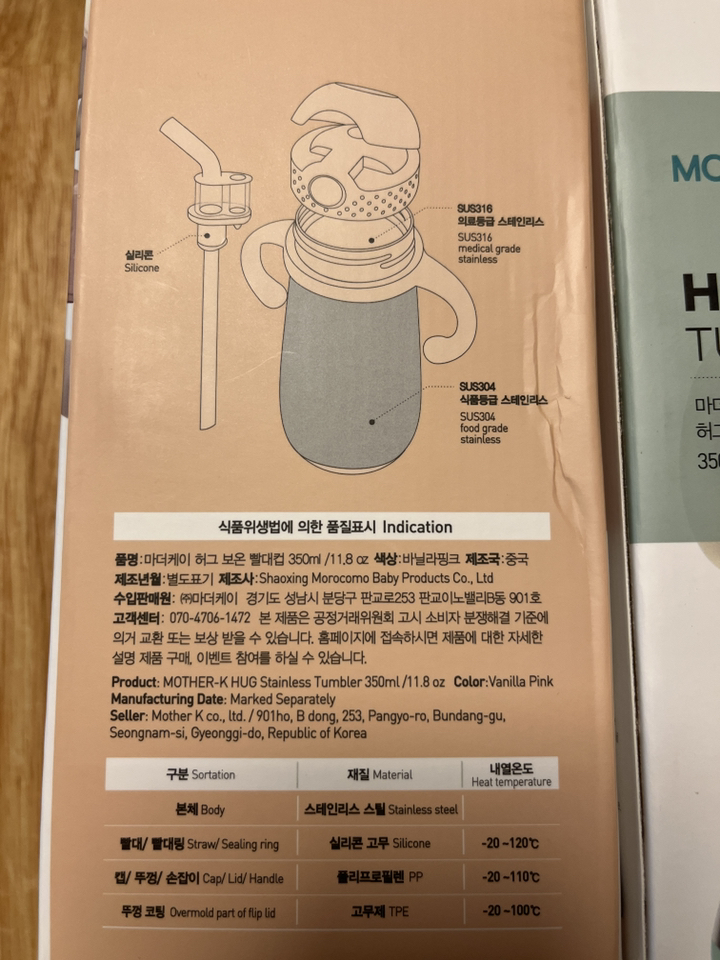 SUS316
의료등급 스테인리스
SUS316
medical grade
stainless
실리콘
Silicone
SUS304
식품등급 스테인리스
SUS304
food grade
stainless
식품위생법에 의한 품질표시 Indication
품명:마더케이 허그 보온 빨대컵 350ml /11.8 oz 색상:바닐라핑크 제조국:중국
제조년월:별도표기 제조사:Shaoxing Morocomo Baby Products Co., Ltd
수입판매원: ㈜마더케이 경기도 성남시 분당구 판교로253 판교이노밸리B동 901호
고객센터: 070-4706-1472 본 제품은 공정거래위원회 고시 소비자 분쟁해결 기준에
의거 교환 또는 보상 받을 수 있습니다. 홈페이지에 접속하시면 제품에 대한 자세한
설명 제품 구매, 이벤트 참여를 하실 수 있습니다.
Product: MOTHER-K HUG Stainless Tumbler 350ml /11.8 oz Color:Vanilla Pink
Manufacturing Date: Marked Separately
Seller: Mother K co., ltd. / 901ho, B dong, 253, Pangyo-ro, Bundang-gu,
Seongnam-si, Gyeonggi-do, Republic of Korea
구분 Sortation 재질 Material 내열온도
Heat temperature
본체 Body 스테인리스 스틸 Stainless steel
빨대/ 빨대링 Straw/ Sealing ring 실리콘 고무 Silicone -20 ~120℃
캡/ 뚜껑/ 손잡이 Cap/ Lid/ Handle 폴리프로필렌 PP -20 ~110℃
뚜껑 코팅 Overmold part of flip lid 고무제 TPE -20 ~100℃